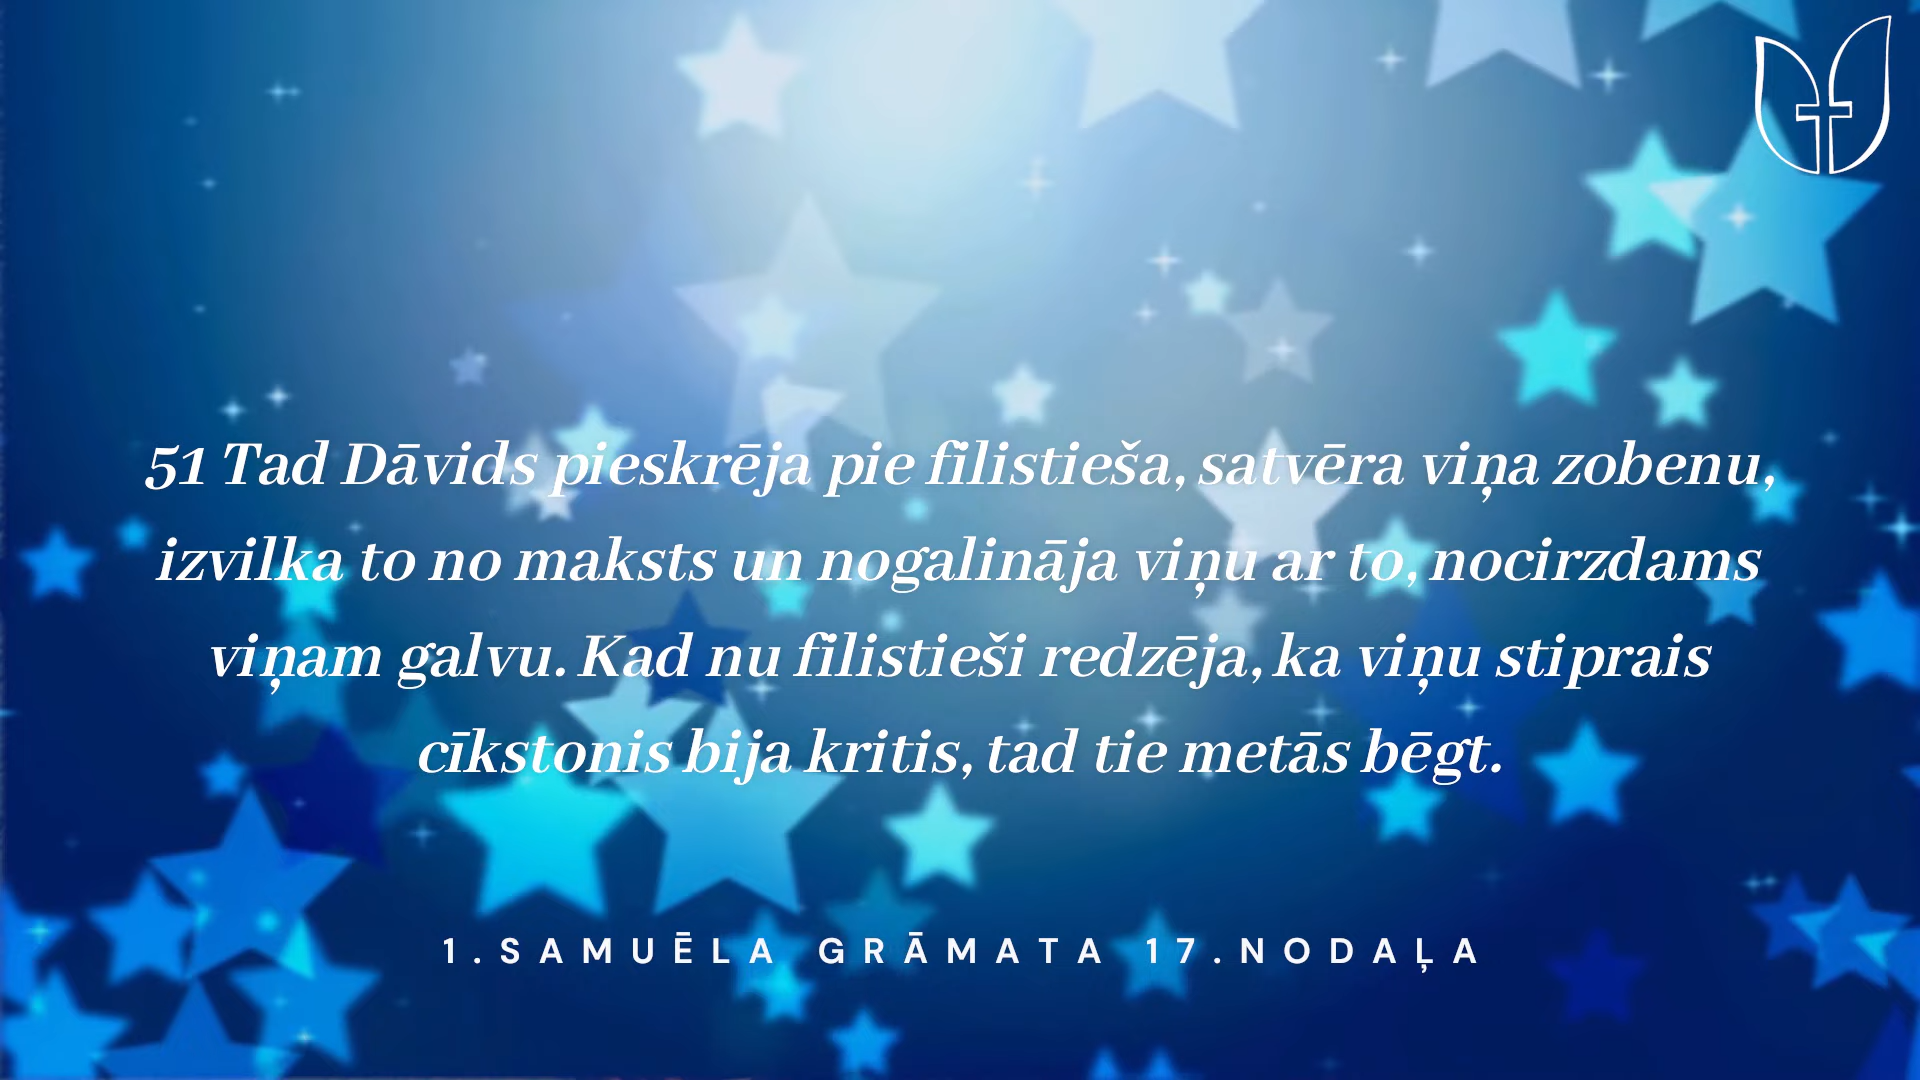 51 Tad Dāvids pieskrēja pie filistieša, satvēra viņa zobenu,
izvilka to no maksts un nogalināja viņu ar to, nocirzdams
viņam galvu. Kad nu filistieši redzēja, ka viņu stiprais
cīkstonis bija kritis, tad tie metās bēgt.
1.SAMUĒLA GRĀMATA 17.NODAĻA